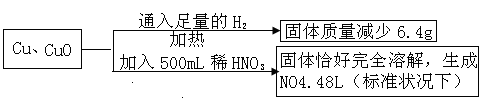 Cu、CuO
通入足量的H₂
加热
加入500mL稀HNO₃
固体质量减少6.4g
固体恰好完全溶解，生成
NO4.48L（标准状况下）